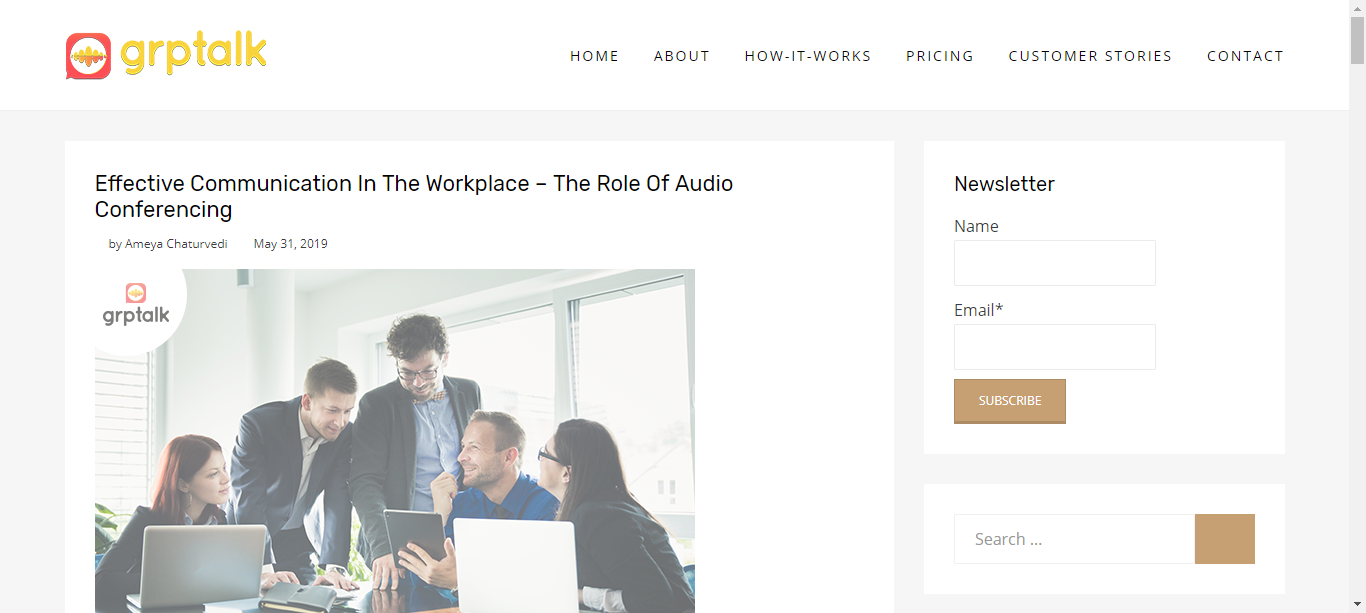 grptalk
HOME ABOUT HOW-IT-WORKS PRICING CUSTOMER STORIES CONTACT
Effective Communication In The Workplace – The Role Of Audio
Conferencing
by Ameya Chaturvedi May 31, 2019
grptalk
Newsletter
Name
Email*
SUBSCRIBE
Search ...